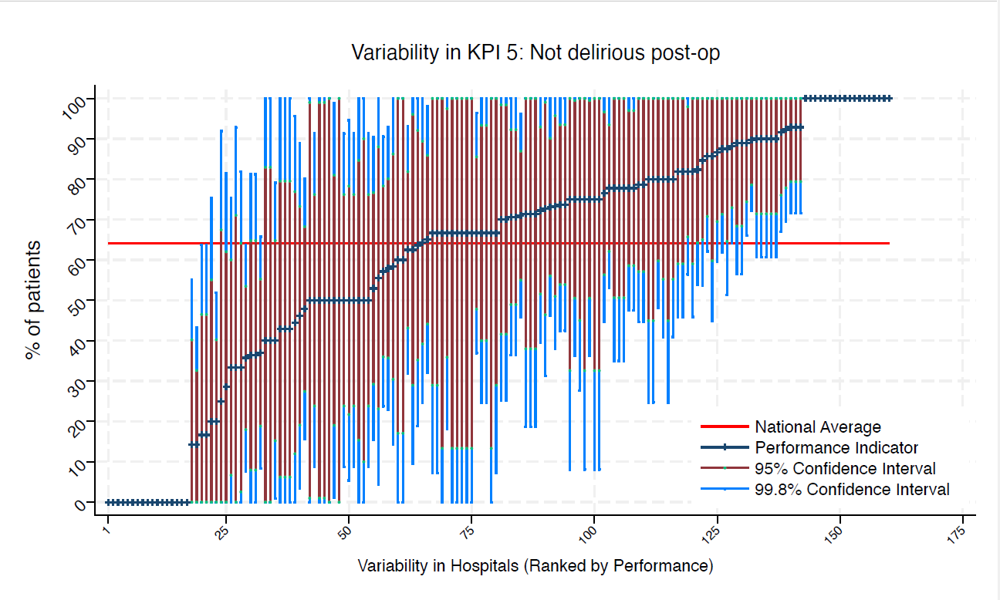 Variability in KPI 5: Not delirious post-op
% of patients
100
90
80
70
60
50
40
30
20
10
0
National Average
Performance Indicator
95% Confidence Interval
99.8% Confidence Interval
1 25 50 75 100 125 150 175
Variability in Hospitals (Ranked by Performance)